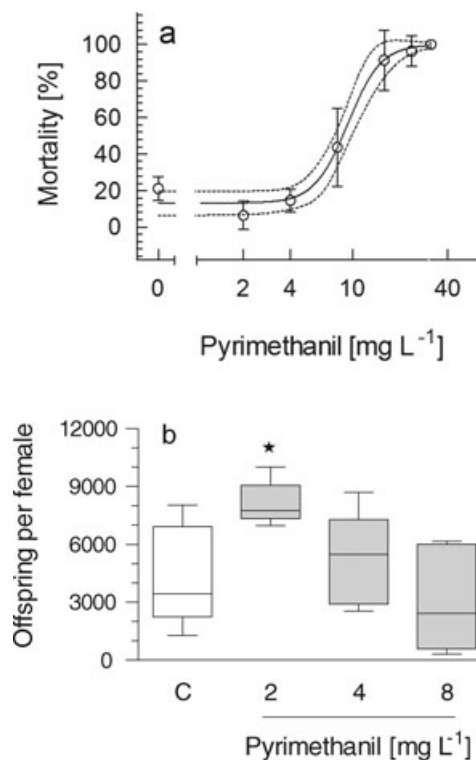 a
Mortality [%]
100
80
60
40
20
0
0 2 4 10 40
Pyrimethanil [mg L⁻¹]
b
★
Offspring per female
12000
9000
6000
3000
0
C 2 4 8
Pyrimethanil [mg L⁻¹]